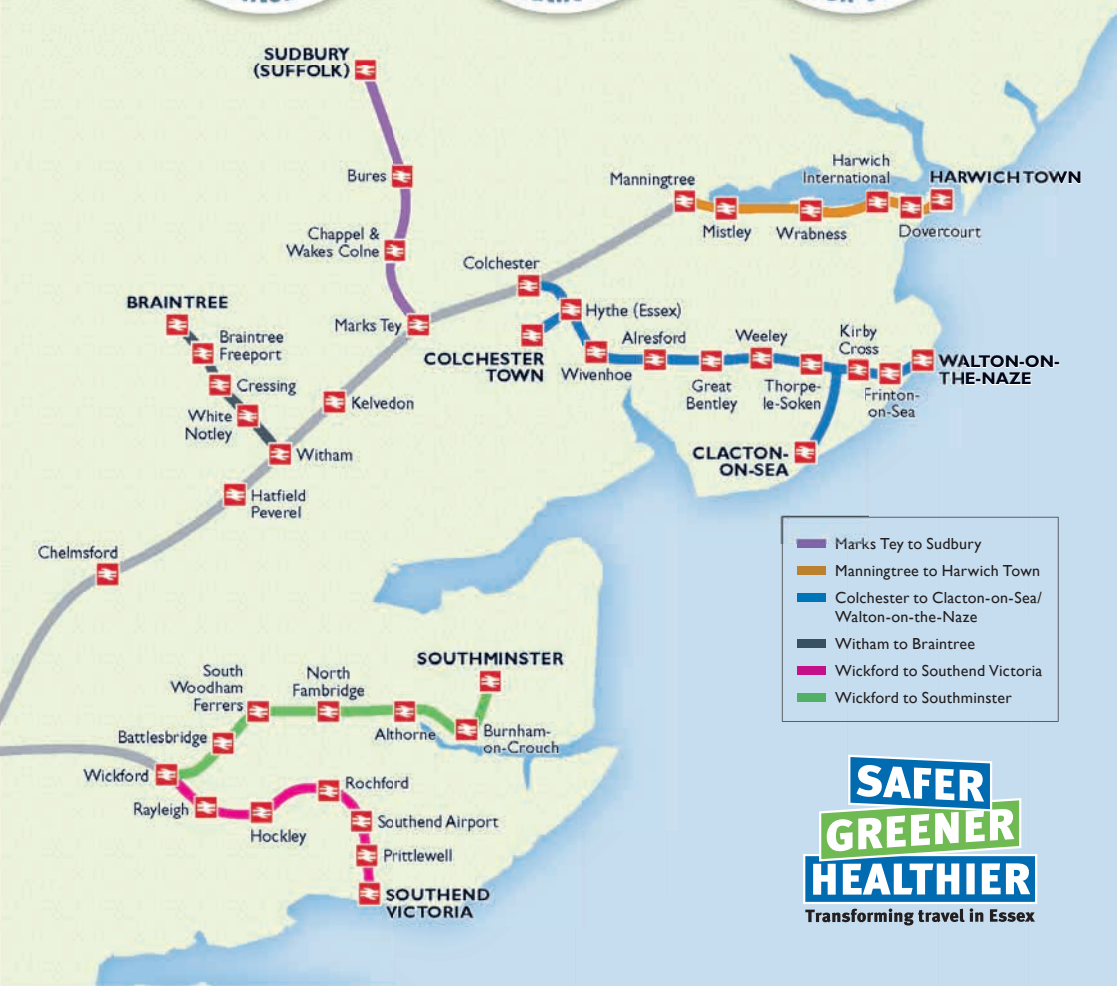 SUDBURY
(SUFFOLK)
Bures
Chappel &
Wakes Colne
Marks Tey
BRAINTREE
Braintree
Freeport
Cressing
White
Notley
Witham
Kelvedon
Hatfield
Peverel
Chelmsford
Colchester
Hythe (Essex)
COLCHESTER
TOWN
Wivenhoe
Alresford
Great
Bentley
Weeley
Thorpe-
le-Soken
Kirby
Cross
Frinton-
on-Sea
WALTON-ON-
THE-NAZE
CLACTON-
ON-SEA
Manningtree
Mistley
Wrabness
Harwich
International
Dovercourt
HARWICH TOWN
Marks Tey to Sudbury
Manningtree to Harwich Town
Colchester to Clacton-on-Sea/
Walton-on-the-Naze
Witham to Braintree
Wickford to Southend Victoria
Wickford to Southminster
SOUTHMINSTER
South
Woodham
Ferrers
North
Fambridge
Althorne
Burnham-
on-Crouch
Battlesbridge
Wickford
Rayleigh
Hockley
Rochford
Southend Airport
Prittlewell
SOUTHEND
VICTORIA
SAFER
GREENER
HEALTHIER
Transforming travel in Essex